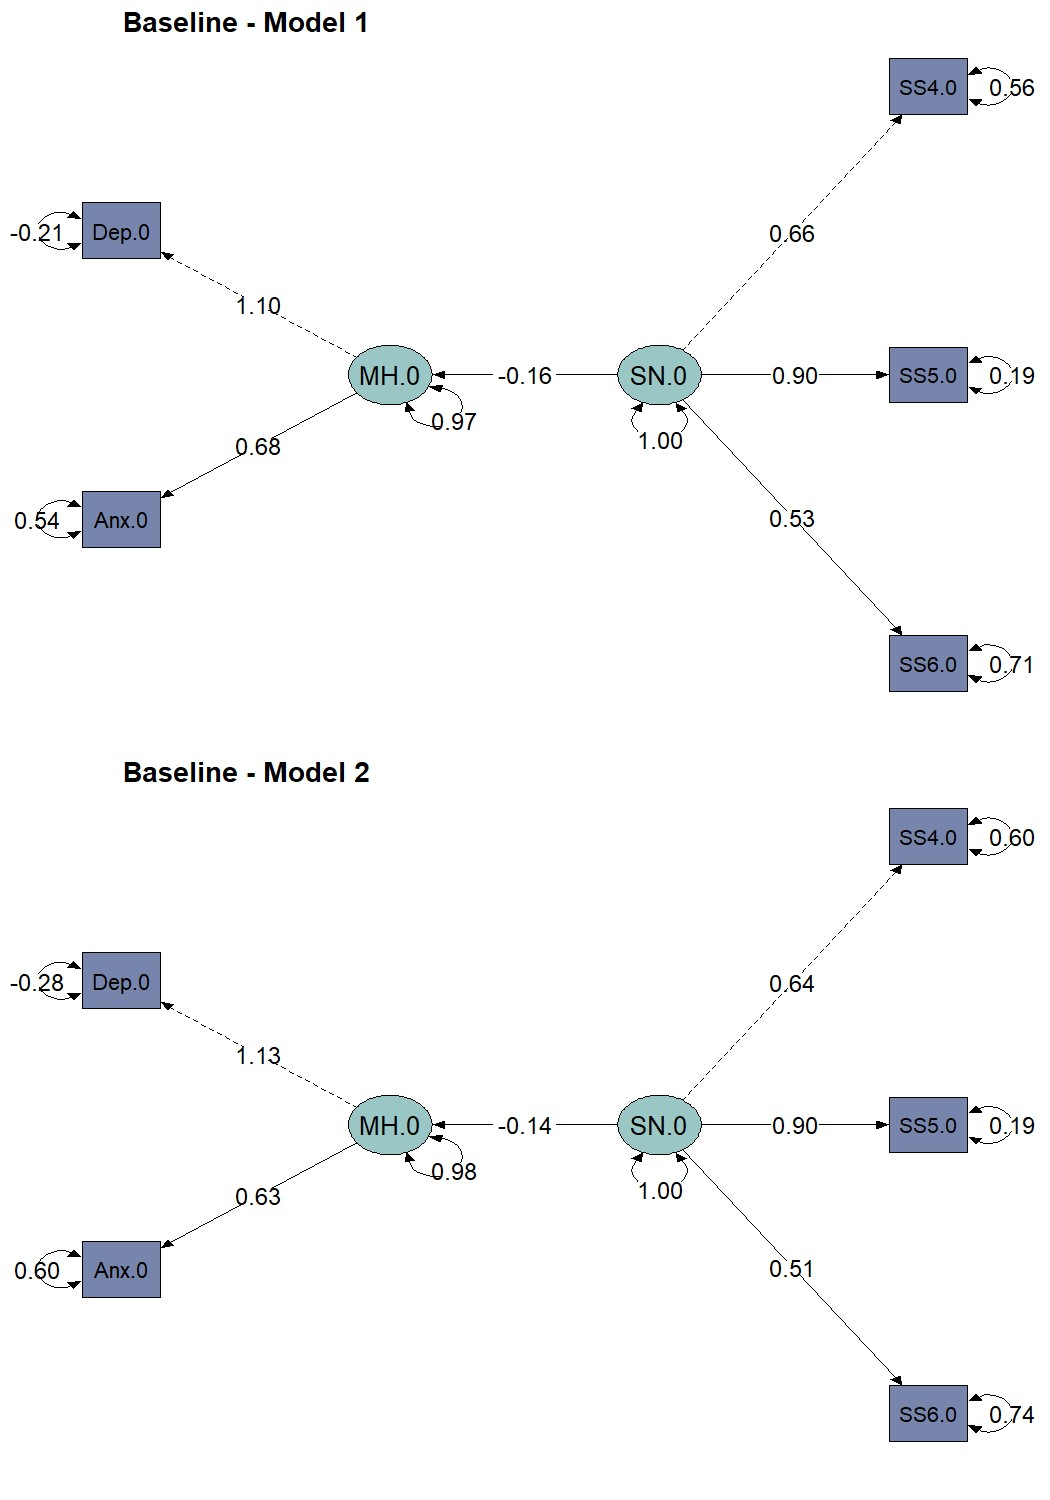 Baseline - Model 1
SS4.0
0.56
-0.21
Dep.0
0.66
1.10
MH.0
-0.16
SN.0
0.90
SS5.0
0.19
0.97
1.00
0.68
0.54
Anx.0
0.53
SS6.0
0.71
Baseline - Model 2
SS4.0
0.60
-0.28
Dep.0
0.64
1.13
MH.0
-0.14
SN.0
0.90
SS5.0
0.19
0.98
1.00
0.63
0.60
Anx.0
0.51
SS6.0
0.74